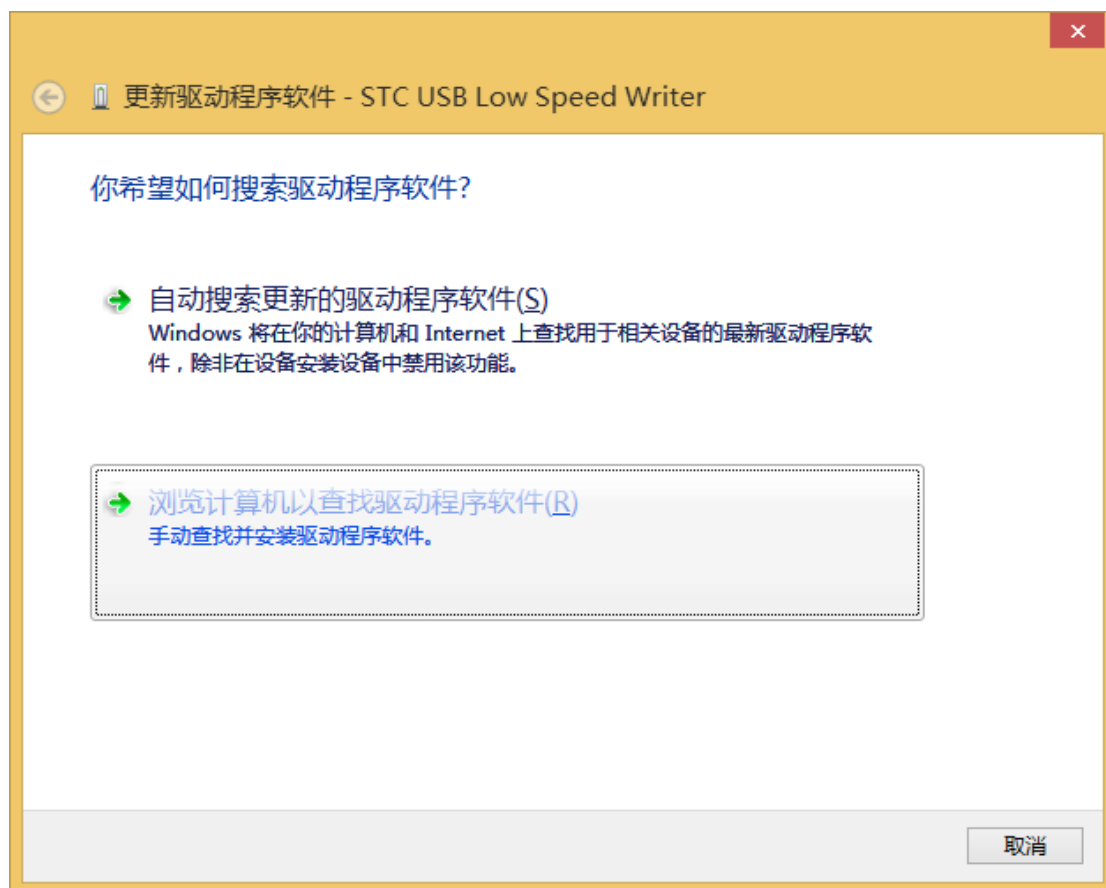 更新驱动程序软件 - STC USB Low Speed Writer
你希望如何搜索驱动程序软件?
自动搜索更新的驱动程序软件(S)
Windows 将在你的计算机和 Internet 上查找用于相关设备的最新驱动程序软
件，除非在设备安装设备中禁用该功能。
浏览计算机以查找驱动程序软件(R)
手动查找并安装驱动程序软件。
取消